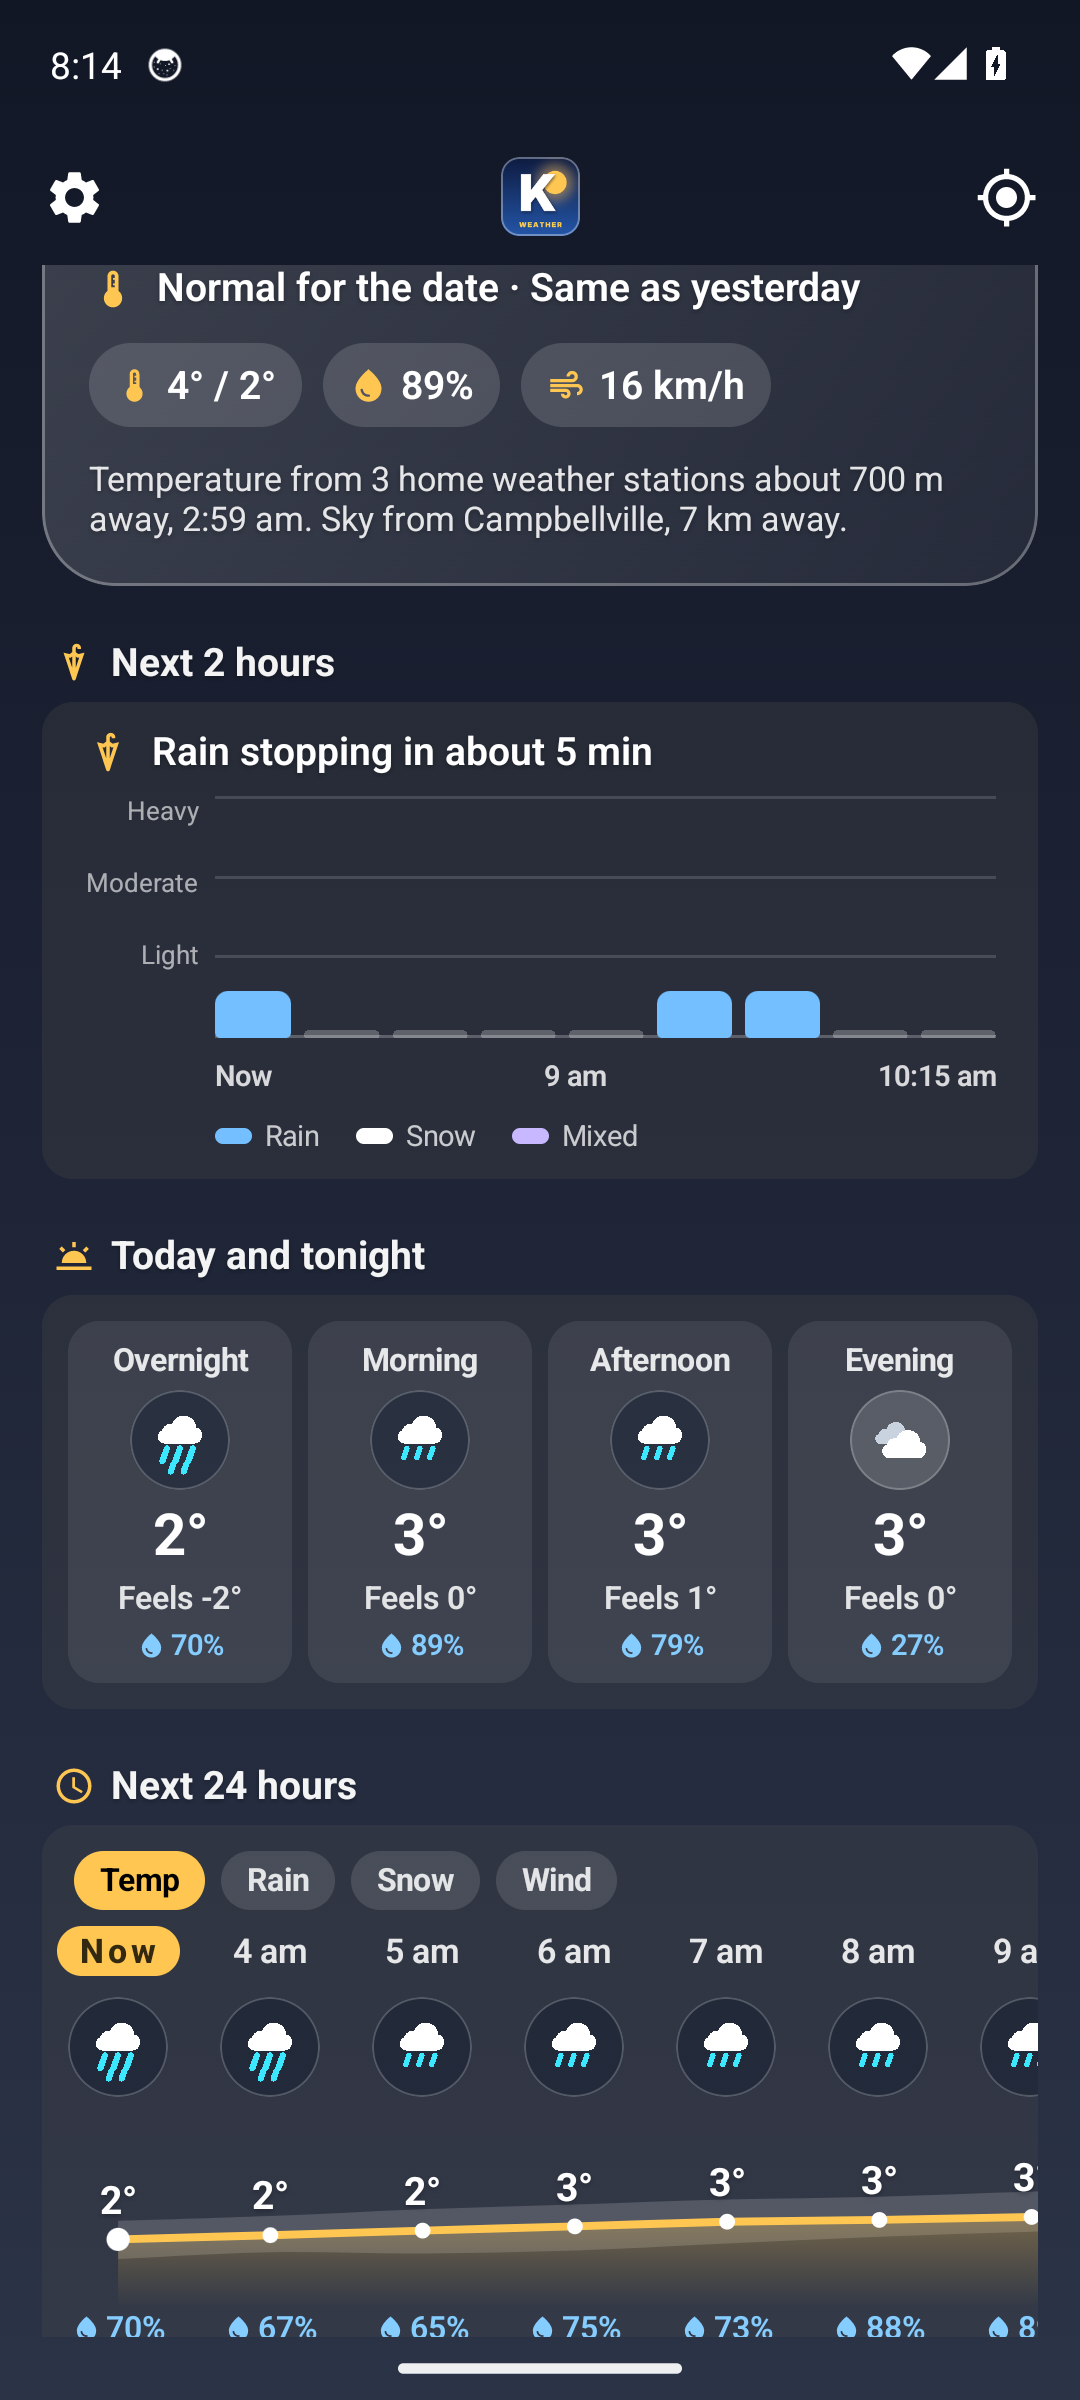 8:14
K
WEATHER
Normal for the date · Same as yesterday
4° / 2°
89%
16 km/h
Temperature from 3 home weather stations about 700 m
away, 2:59 am. Sky from Campbellville, 7 km away.
Next 2 hours
Rain stopping in about 5 min
Heavy
Moderate
Light
Now 9 am 10:15 am
Rain Snow Mixed
Today and tonight
Overnight Morning Afternoon Evening
2° 3° 3° 3°
Feels -2° Feels 0° Feels 1° Feels 0°
70% 89% 79% 27%
Next 24 hours
Temp Rain Snow Wind
Now 4 am 5 am 6 am 7 am 8 am 9 a
2° 2° 2° 3° 3° 3° 3°
70% 67% 65% 75% 73% 88% 8